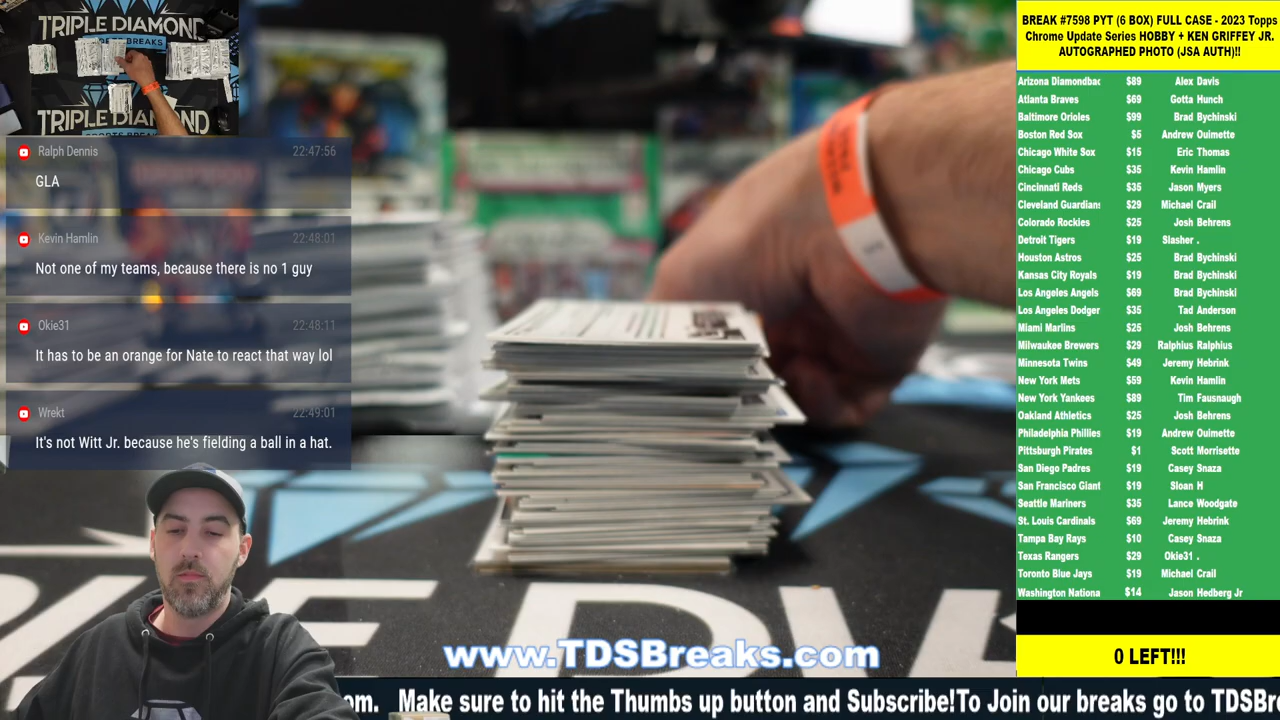 TRIPLE DIAMOND
SPORTS BREAKS
TRIPLE DIAMOND
Ralph Dennis 22:47:56
GLA
Kevin Hamlin 22:48:01
Not one of my teams, because there is no 1 guy
Okie31 22:48:11
It has to be an orange for Nate to react that way lol
Wrekt 22:49:01
It's not Witt Jr. because he's fielding a ball in a hat.
www.TDSBreaks.com
om. Make sure to hit the Thumbs up button and Subscribe!To Join our breaks go to TDSBr
BREAK #7598 PYT (6 BOX) FULL CASE - 2023 Topps
Chrome Update Series HOBBY + KEN GRIFFEY JR.
AUTOGRAPHED PHOTO (JSA AUTH)!!
Arizona Diamondbac $89 Alex Davis
Atlanta Braves $69 Gotta Hunch
Baltimore Orioles $99 Brad Bychinski
Boston Red Sox $5 Andrew Ouimette
Chicago White Sox $15 Eric Thomas
Chicago Cubs $35 Kevin Hamlin
Cincinnati Reds $35 Jason Myers
Cleveland Guardians $29 Michael Crail
Colorado Rockies $25 Josh Behrens
Detroit Tigers $19 Slasher .
Houston Astros $25 Brad Bychinski
Kansas City Royals $19 Brad Bychinski
Los Angeles Angels $69 Brad Bychinski
Los Angeles Dodger $35 Tad Anderson
Miami Marlins $25 Josh Behrens
Milwaukee Brewers $29 Ralphius Ralphius
Minnesota Twins $49 Jeremy Hebrink
New York Mets $59 Kevin Hamlin
New York Yankees $89 Tim Fausnaugh
Oakland Athletics $25 Josh Behrens
Philadelphia Phillies $19 Andrew Ouimette
Pittsburgh Pirates $1 Scott Morrisette
San Diego Padres $19 Casey Snaza
San Francisco Giant $19 Sloan H
Seattle Mariners $35 Lance Woodgate
St. Louis Cardinals $69 Jeremy Hebrink
Tampa Bay Rays $10 Casey Snaza
Texas Rangers $29 Okie31 .
Toronto Blue Jays $19 Michael Crail
Washington Nationa $14 Jason Hedberg Jr
0 LEFT!!!